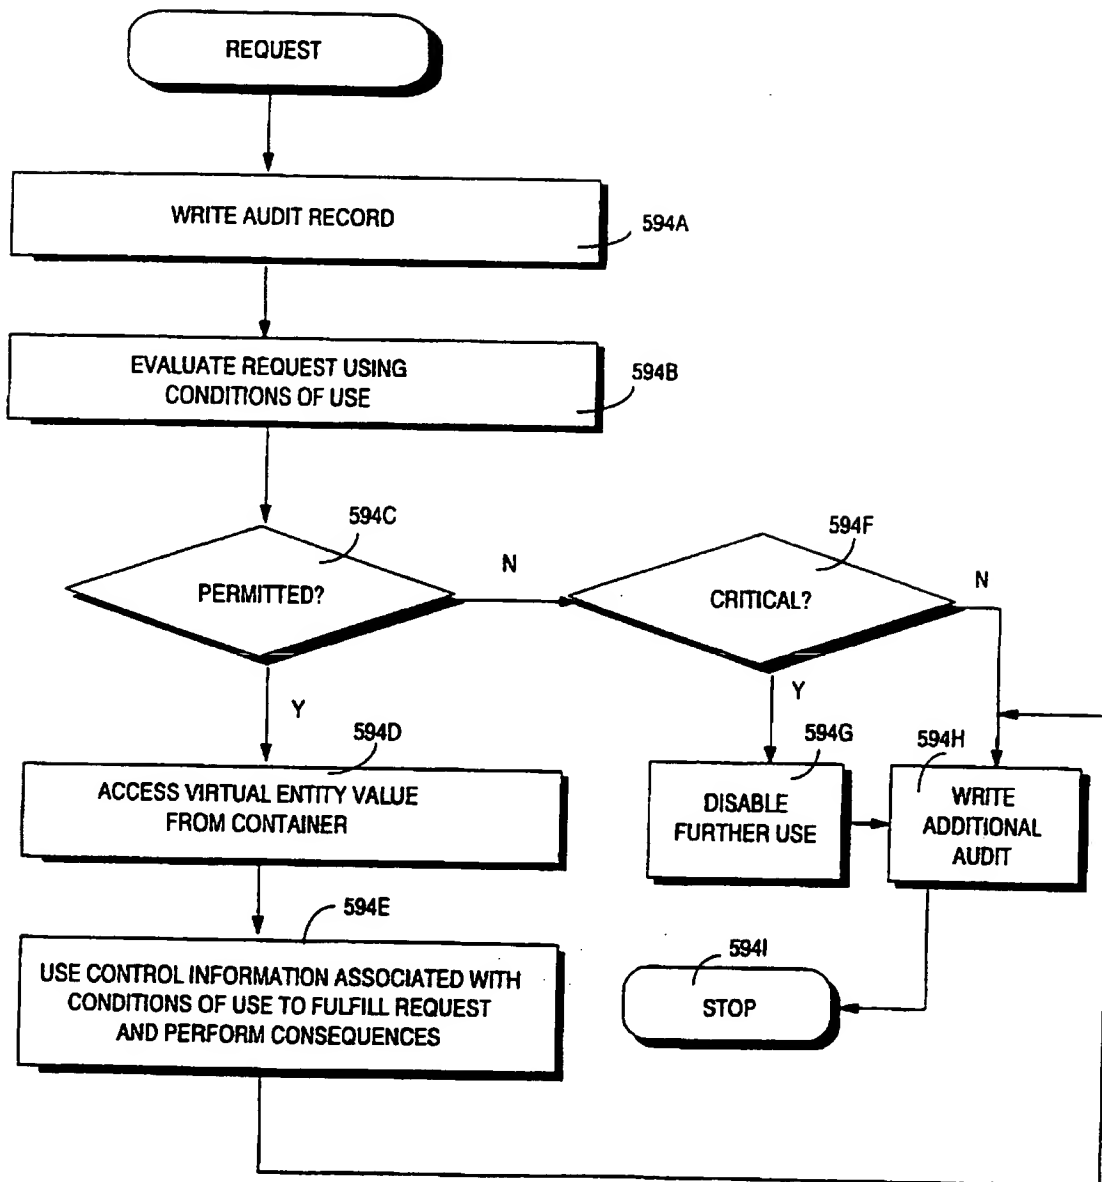 REQUEST
WRITE AUDIT RECORD
594A
EVALUATE REQUEST USING
CONDITIONS OF USE
594B
594C
PERMITTED?
N
594F
CRITICAL?
N
Y
Y
594D
ACCESS VIRTUAL ENTITY VALUE
FROM CONTAINER
594G
DISABLE
FURTHER USE
594H
WRITE
ADDITIONAL
AUDIT
594E
USE CONTROL INFORMATION ASSOCIATED WITH
CONDITIONS OF USE TO FULFILL REQUEST
AND PERFORM CONSEQUENCES
594I
STOP